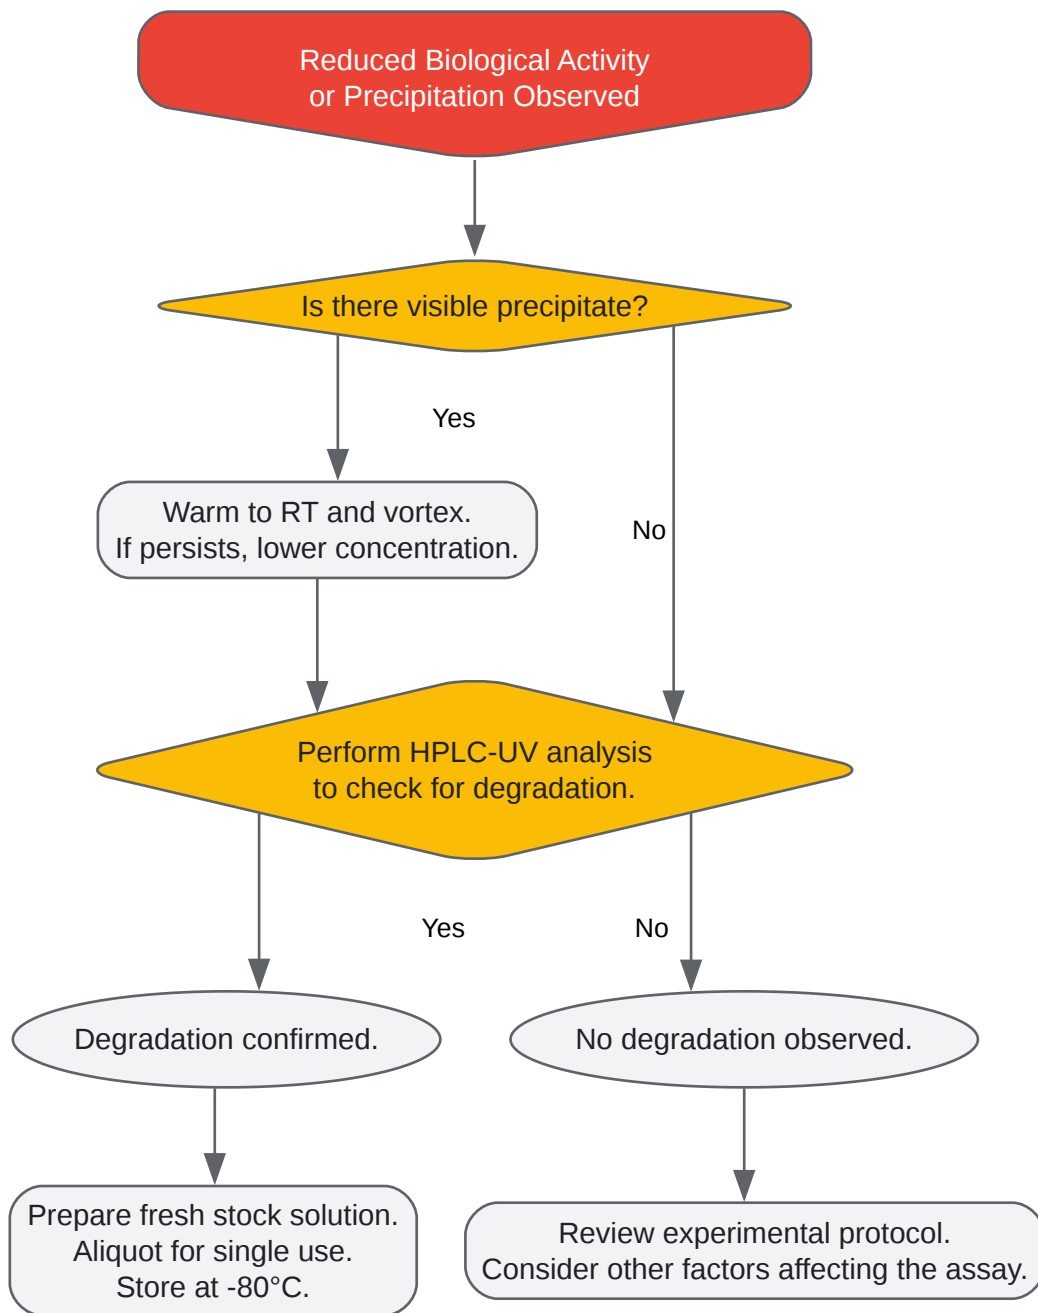 Reduced Biological Activity
or Precipitation Observed
Is there visible precipitate?
Yes
Warm to RT and vortex.
If persists, lower concentration.
No
Perform HPLC-UV analysis
to check for degradation.
Yes
No
Degradation confirmed.
No degradation observed.
Prepare fresh stock solution.
Aliquot for single use.
Store at -80°C.
Review experimental protocol.
Consider other factors affecting the assay.